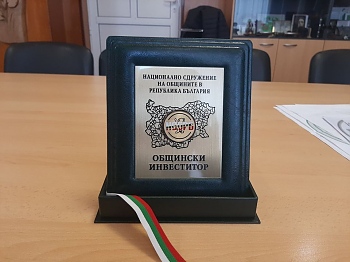 НАЦИОНАЛНО СДРУЖЕНИЕ
НА ОБЩИНИТЕ В
РЕПУБЛИКА БЪЛГАРИЯ
ОБЩИНСКИ
ИНВЕСТИТОР